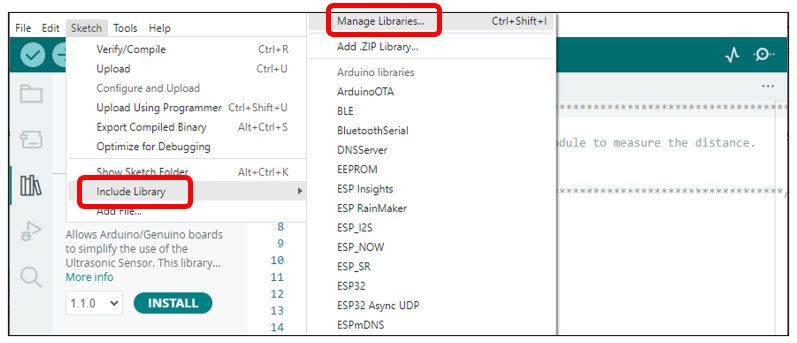 File Edit Sketch Tools Help
Verify/Compile Ctrl+R
Upload Ctrl+U
Configure and Upload
Upload Using Programmer Ctrl+Shift+U
Export Compiled Binary Alt+Ctrl+S
Optimize for Debugging
Show Sketch Folder Alt+Ctrl+K
Include Library
Add File...
Allows Arduino/Genuino boards
to simplify the use of the
Ultrasonic Sensor. This library...
More info
1.1.0 INSTALL
8
9
10
11
12
13
14
Manage Libraries... Ctrl+Shift+I
Add .ZIP Library...
Arduino libraries
ArduinoOTA
BLE
BluetoothSerial
DNSServer
EEPROM
ESP Insights
ESP RainMaker
ESP_I2S
ESP_NOW
ESP_SR
ESP32
ESP32 Async UDP
ESPmDNS
dule to measure the distance.